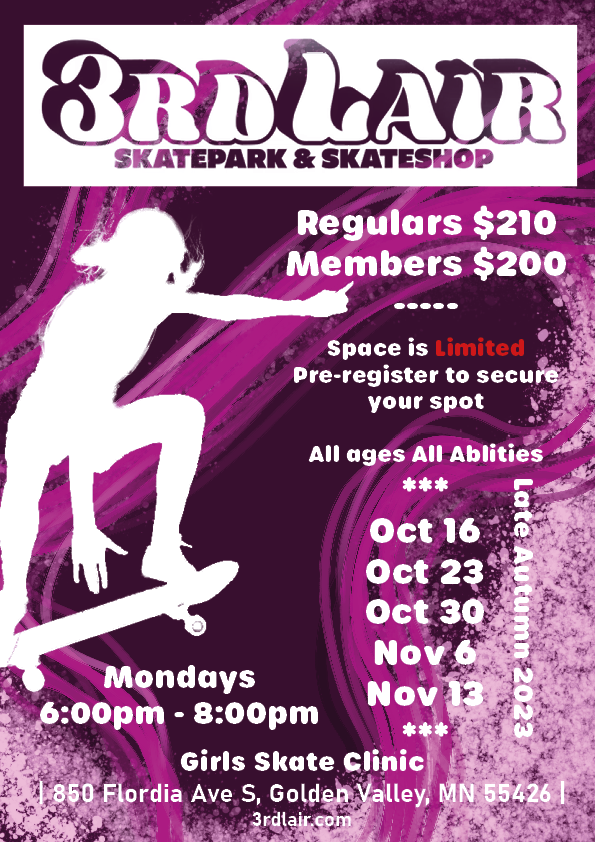 3RD LAIR
SKATEPARK & SKATESHOP
Regulars $210
Members $200
-----
Space is Limited
Pre-register to secure
your spot
All ages All Ablities
***
Oct 16
Oct 23
Oct 30
Nov 6
Nov 13
***
Late Autumn 2023
Mondays
6:00pm - 8:00pm
Girls Skate Clinic
| 850 Flordia Ave S, Golden Valley, MN 55426 |
3rdlair.com